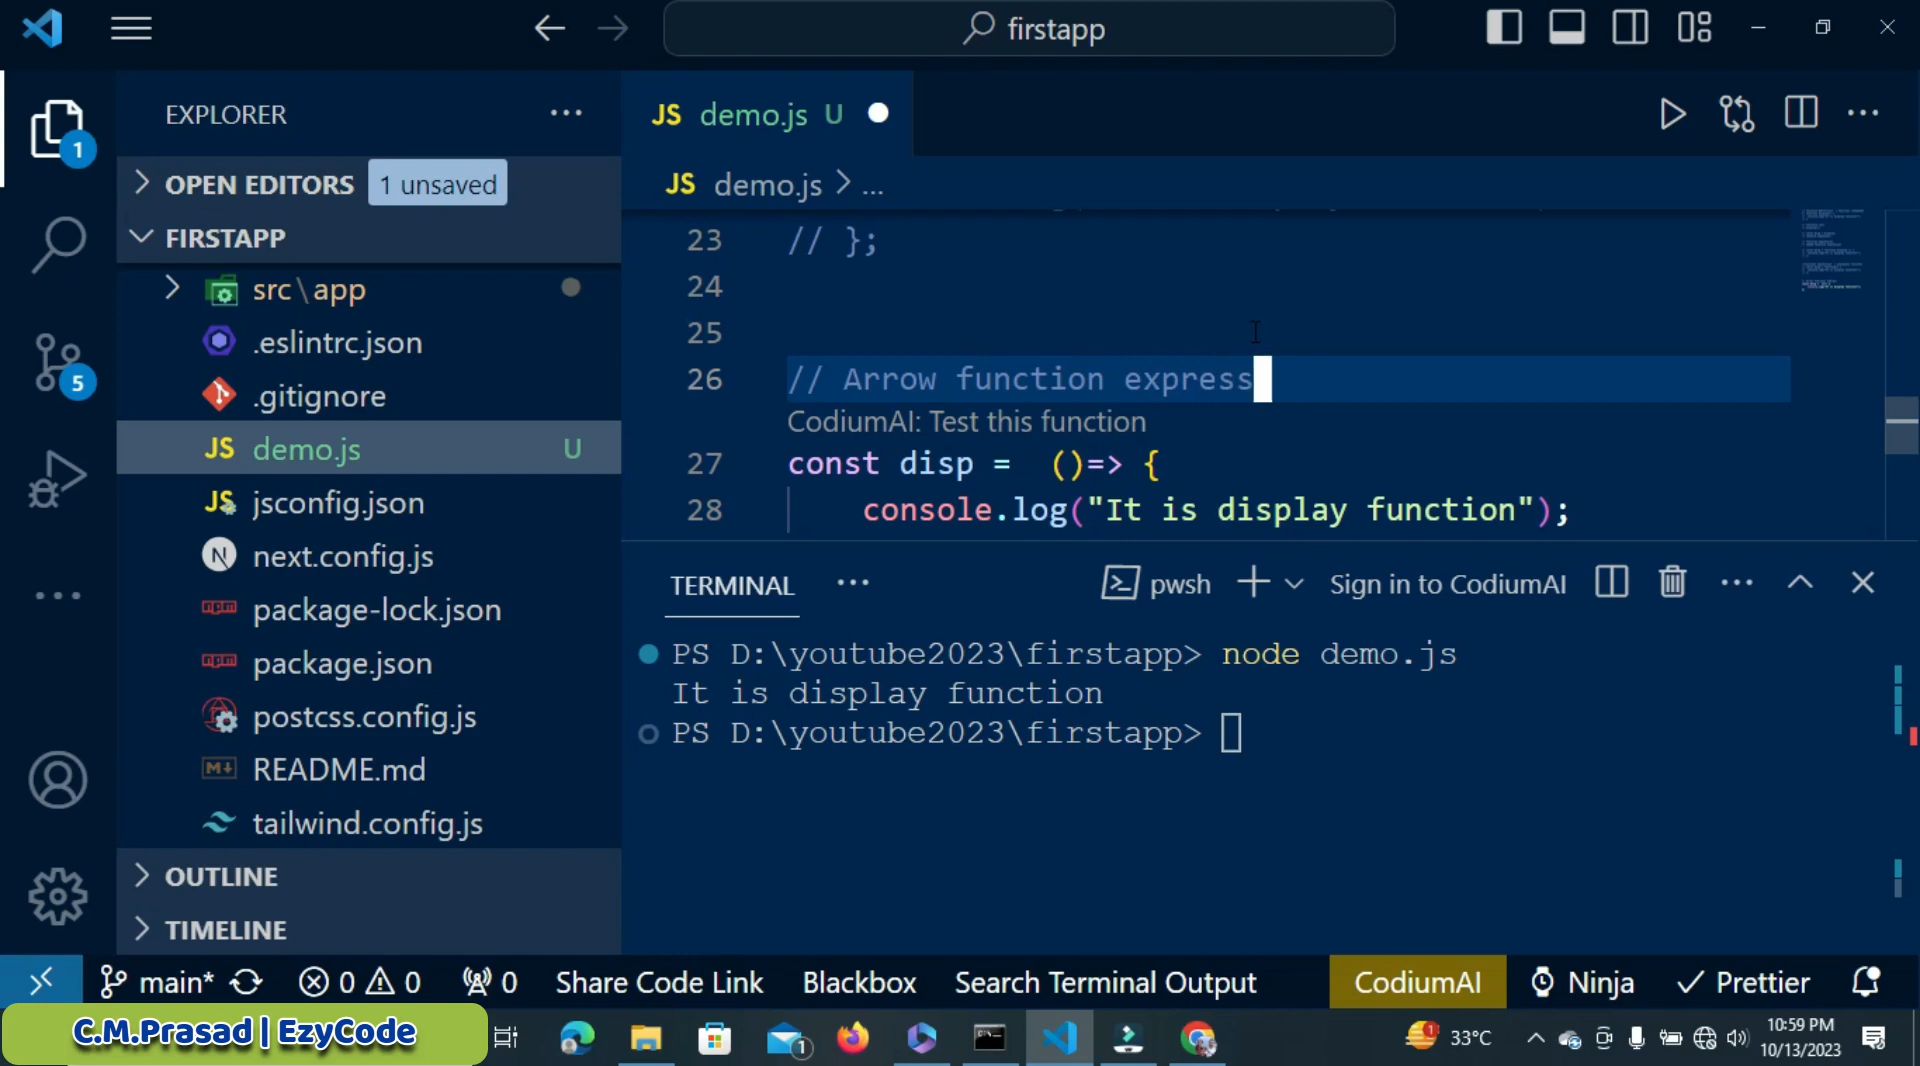 firstapp
EXPLORER
JS demo.js U
1
OPEN EDITORS 1 unsaved
JS demo.js > ...
FIRSTAPP
23 // };
src\app
24
.eslintrc.json
25
5
.gitignore
26 // Arrow function express
CodiumAI: Test this function
JS demo.js U
27 const disp =  ()=> {
JS jsconfig.json
28 console.log("It is display function");
N next.config.js
package-lock.json
TERMINAL
pwsh
Sign in to CodiumAI
package.json
PS D:\youtube2023\firstapp> node demo.js
It is display function
postcss.config.js
PS D:\youtube2023\firstapp>
README.md
tailwind.config.js
OUTLINE
TIMELINE
main* 0 0 0 Share Code Link Blackbox Search Terminal Output CodiumAI Ninja Prettier
C.M.Prasad | EzyCode
1
1
33°C
10:59 PM
10/13/2023